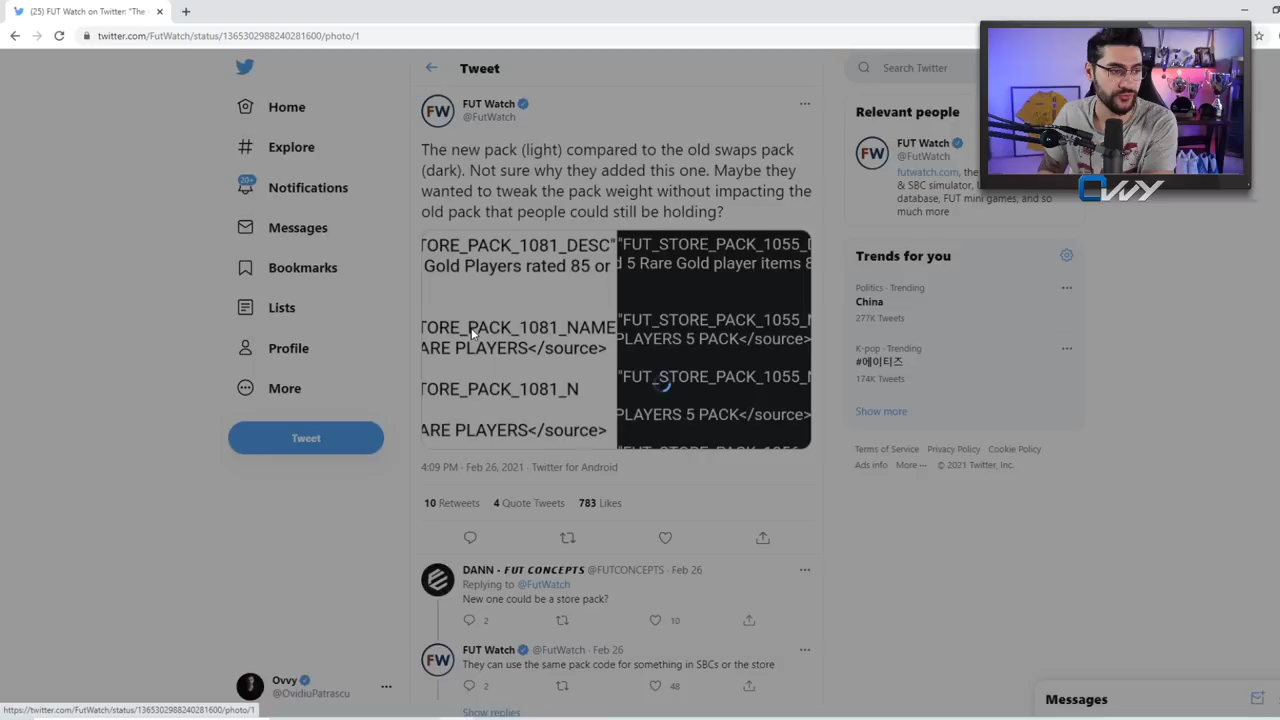 (25) FUT Watch on Twitter: "The
twitter.com/FutWatch/status/1365302988240281600/photo/1
Tweet
Search Twitter
Home
Explore
20+
Notifications
Messages
Bookmarks
Lists
Profile
More
Tweet
FUT Watch
@FutWatch
The new pack (light) compared to the old swaps pack
(dark). Not sure why they added this one. Maybe they
wanted to tweak the pack weight without impacting the
old pack that people could still be holding?
TORE_PACK_1081_DESC"
Gold Players rated 85 or
TORE_PACK_1081_NAME
ARE PLAYERS</source>
TORE_PACK_1081_N
ARE PLAYERS</source>
"FUT_STORE_PACK_1055_D
d 5 Rare Gold player items 8
"FUT_STORE_PACK_1055_N
PLAYERS 5 PACK</source>
"FUT_STORE_PACK_1055_N
PLAYERS 5 PACK</source>
4:09 PM · Feb 26, 2021 · Twitter for Android
10 Retweets 4 Quote Tweets 783 Likes
DANN - FUT CONCEPTS @FUTCONCEPTS · Feb 26
Replying to @FutWatch
New one could be a store pack?
2 10
FUT Watch @FutWatch · Feb 26
They can use the same pack code for something in SBCs or the store
2 48
Show replies
Relevant people
FUT Watch
@FutWatch
futwatch.com, the
& SBC simulator, l
database, FUT mini games, and so
much more
Trends for you
Politics · Trending
China
277K Tweets
K-pop · Trending
#에이티즈
174K Tweets
Show more
Terms of Service Privacy Policy Cookie Policy
Ads info More ··· © 2021 Twitter, Inc.
Ovvy
@OvidiuPatrascu
Messages
https://twitter.com/FutWatch/status/1365302988240281600/photo/1
OVVY